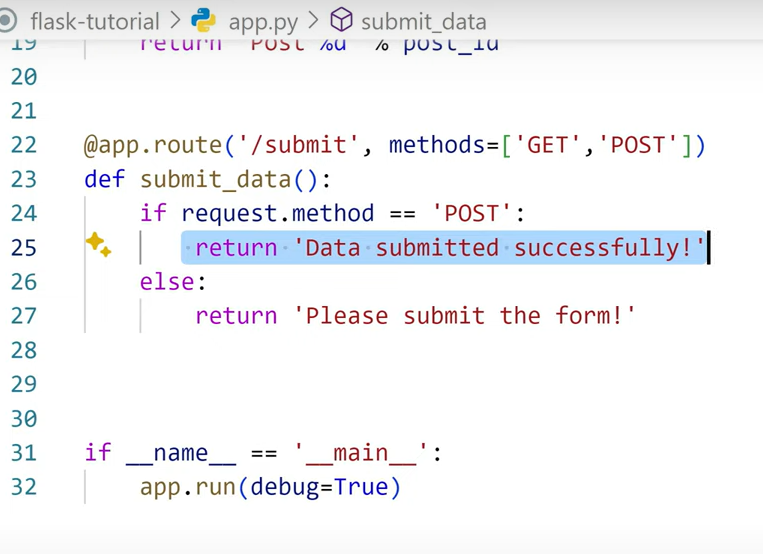 flask-tutorial > app.py > submit_data
19 return 'Post %d' % post_id
20
21
22 @app.route('/submit', methods=['GET','POST'])
23 def submit_data():
24 if request.method == 'POST':
25 return 'Data submitted successfully!'
26 else:
27 return 'Please submit the form!'
28
29
30
31 if __name__ == '__main__':
32 app.run(debug=True)